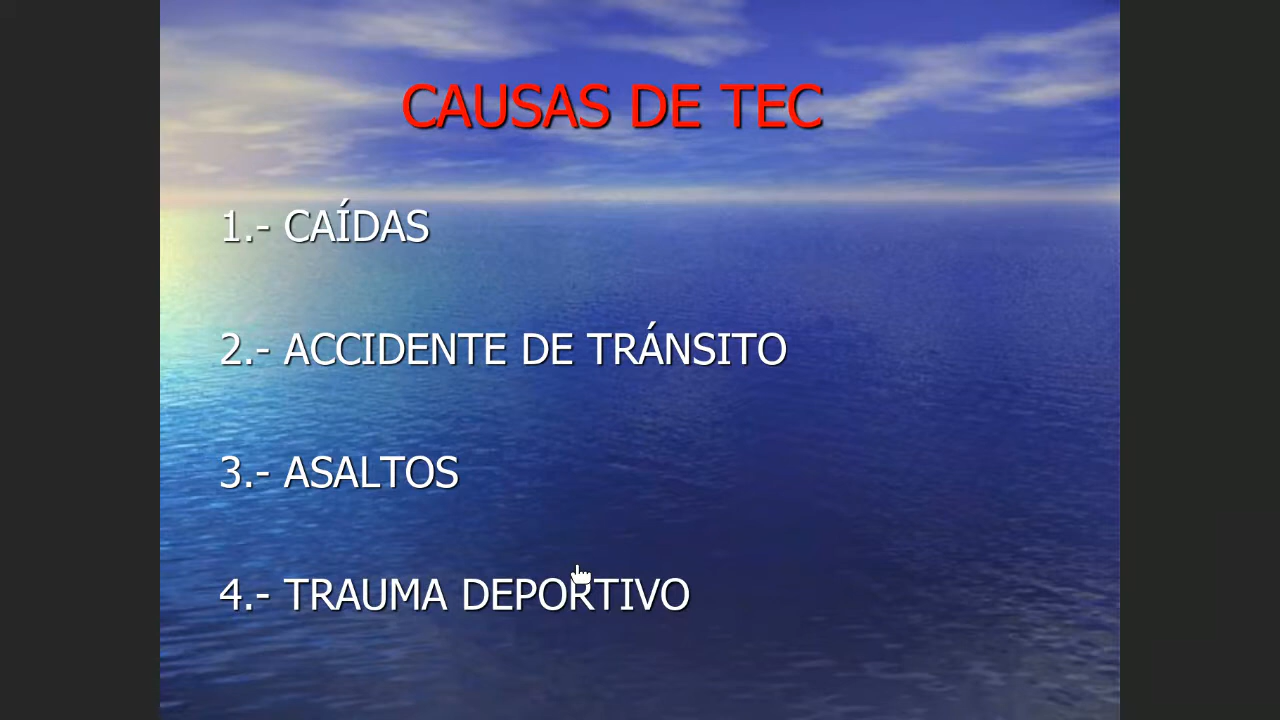 CAUSAS DE TEC
1.- CAÍDAS
2.- ACCIDENTE DE TRÁNSITO
3.- ASALTOS
4.- TRAUMA DEPORTIVO